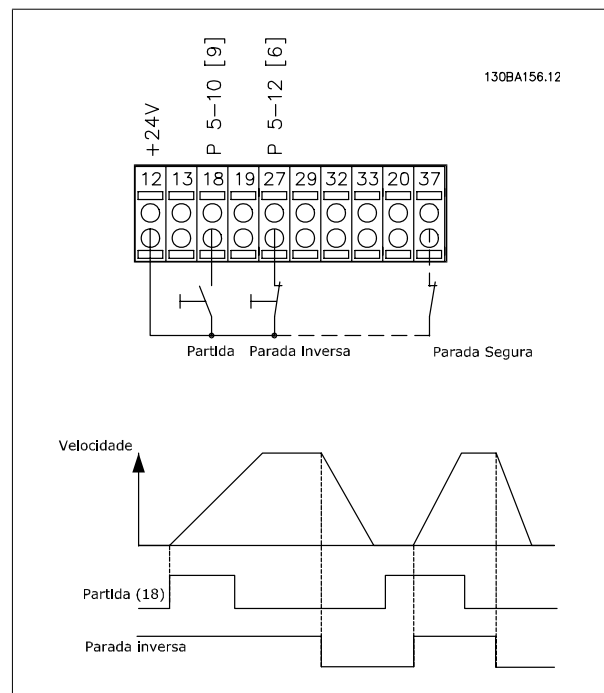 130BA156.12
+24V
P 5-10 [9]
P 5-12 [6]
12 13 18 19 27 29 32 33 20 37
Partida Parada Inversa Parada Segura
Velocidade
Partida (18)
Parada inversa